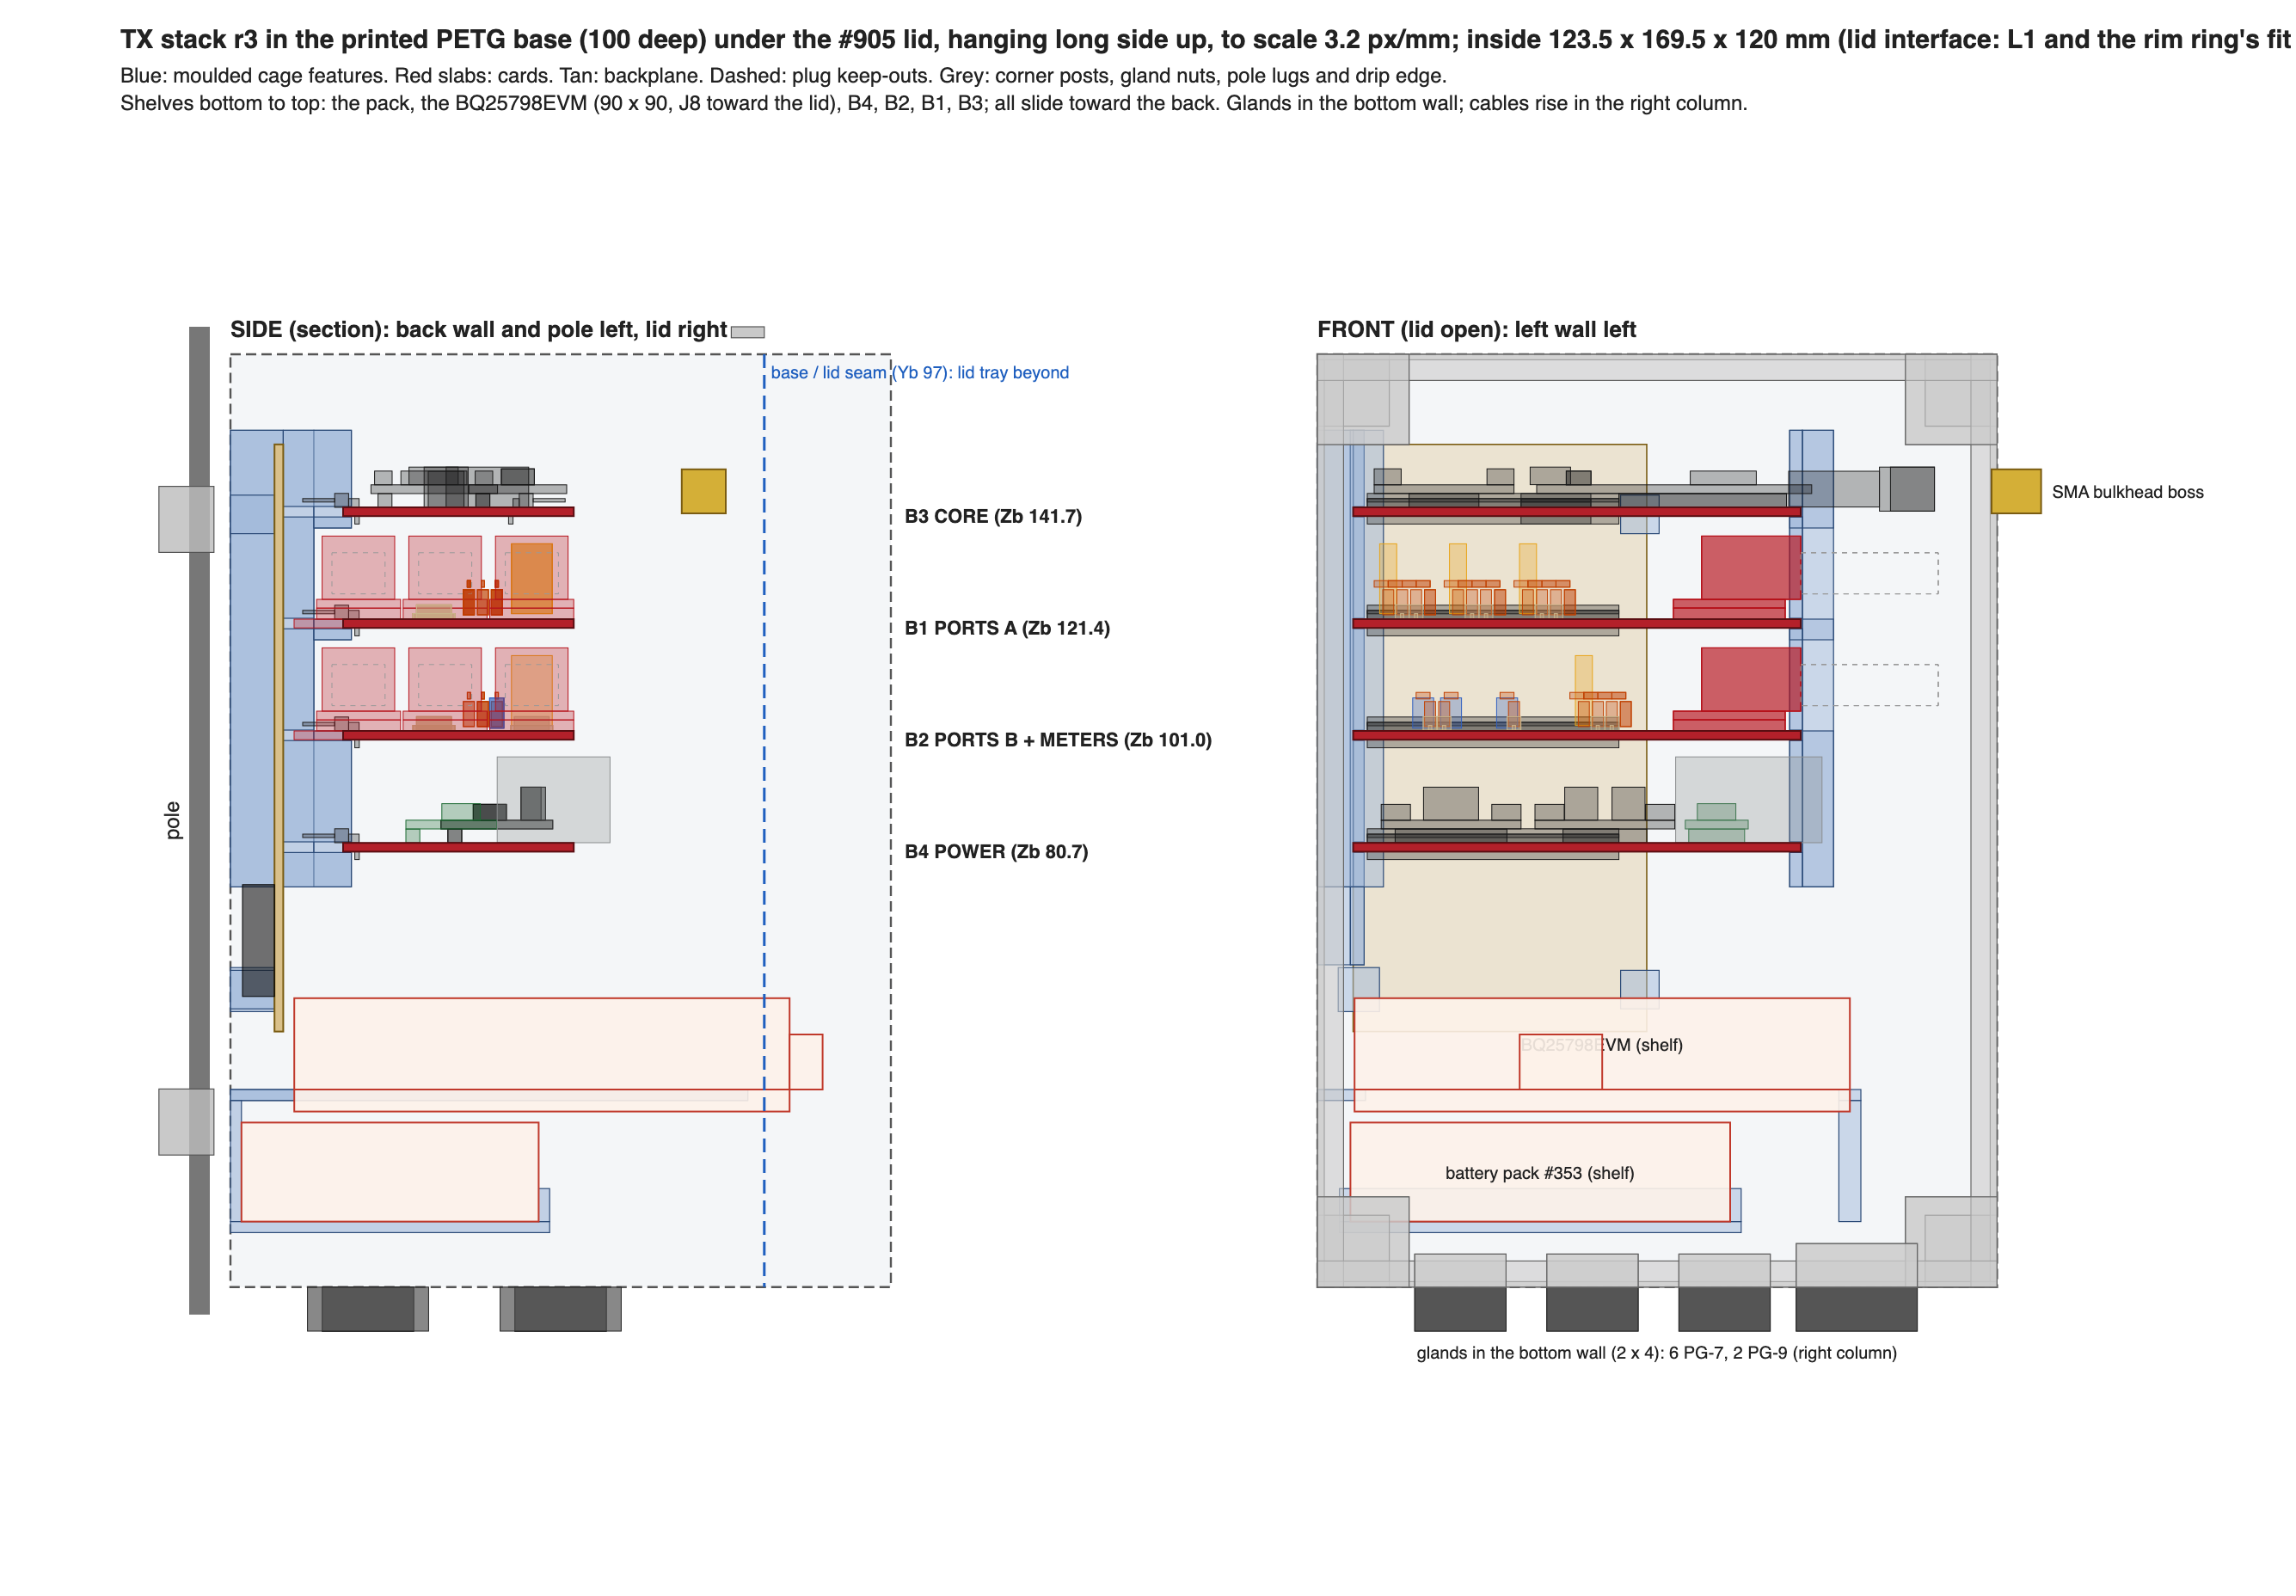 TX stack r3 in the printed PETG base (100 deep) under the #905 lid, hanging long side up, to scale 3.2 px/mm; inside 123.5 x 169.5 x 120 mm (lid interface: L1 and the rim ring's fit
Blue: moulded cage features. Red slabs: cards. Tan: backplane. Dashed: plug keep-outs. Grey: corner posts, gland nuts, pole lugs and drip edge.
Shelves bottom to top: the pack, the BQ25798EVM (90 x 90, J8 toward the lid), B4, B2, B1, B3; all slide toward the back. Glands in the bottom wall; cables rise in the right column.
SIDE (section): back wall and pole left, lid right
base / lid seam (Yb 97): lid tray beyond
B3 CORE (Zb 141.7)
B1 PORTS A (Zb 121.4)
B2 PORTS B + METERS (Zb 101.0)
B4 POWER (Zb 80.7)
pole
FRONT (lid open): left wall left
SMA bulkhead boss
BQ25798EVM (shelf)
battery pack #353 (shelf)
glands in the bottom wall (2 x 4): 6 PG-7, 2 PG-9 (right column)